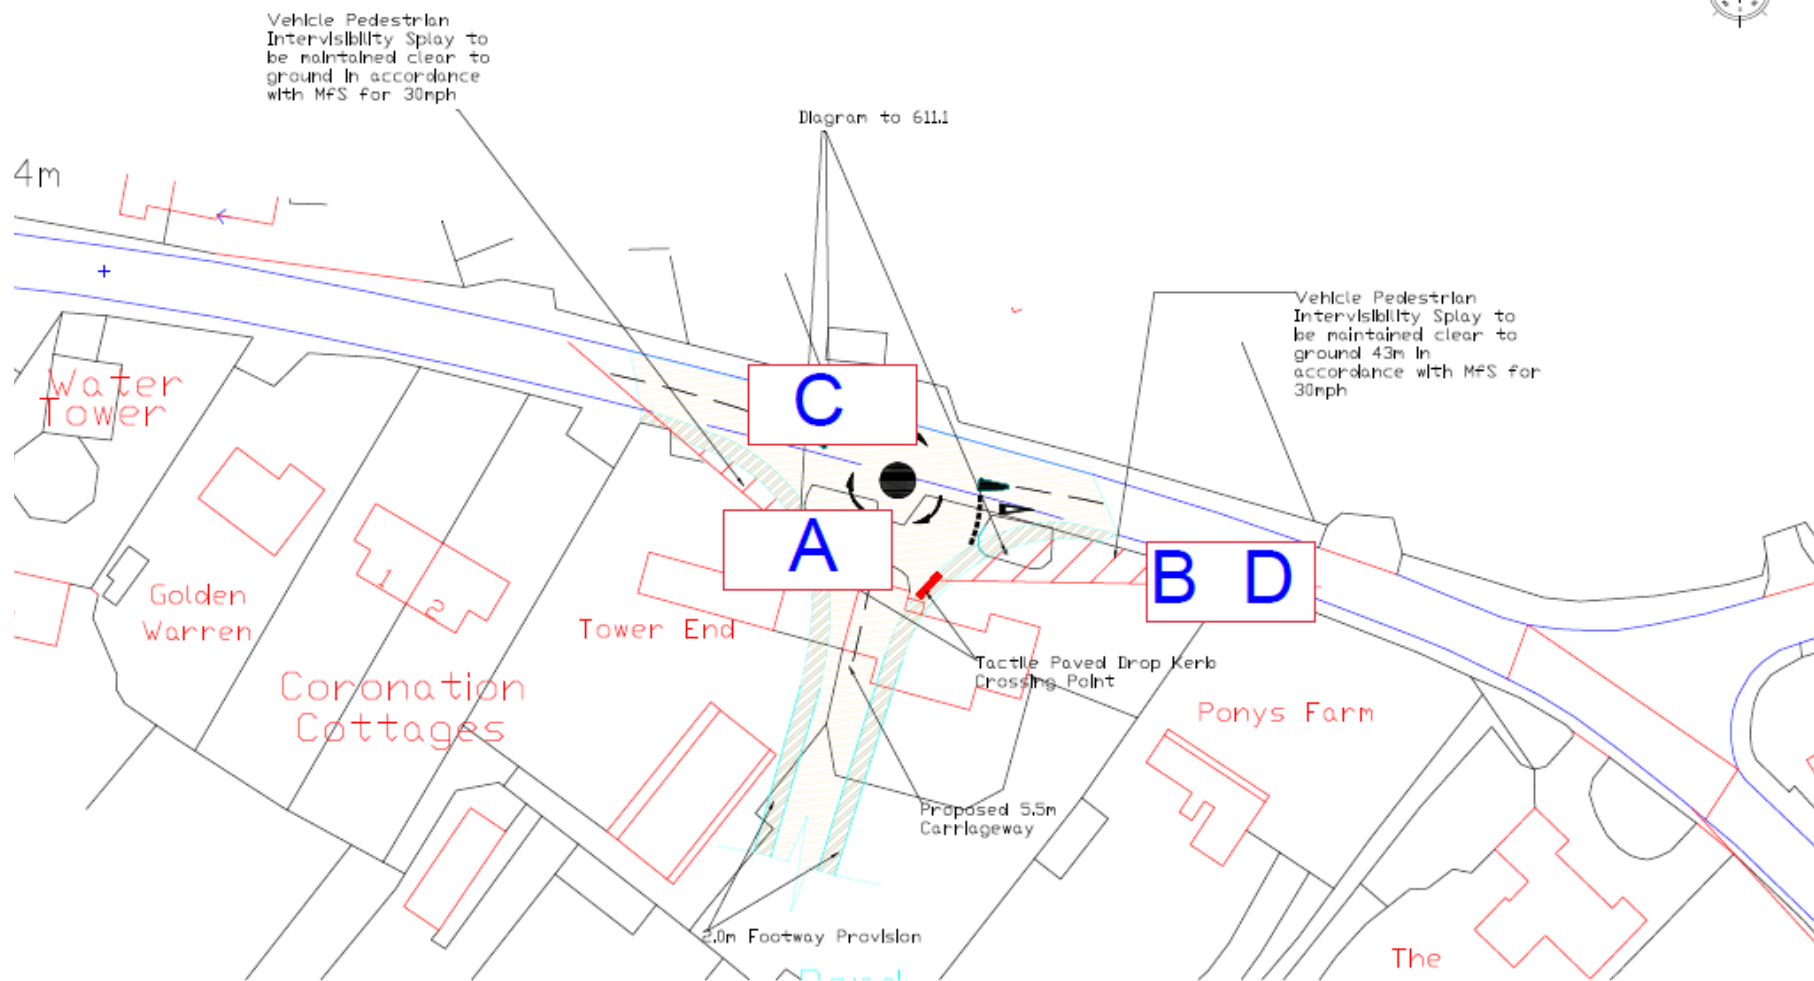 Vehicle Pedestrian
Intervisibility Splay to
be maintained clear to
ground in accordance
with MfS for 30mph
Diagram to 611.1
4m
Vehicle Pedestrian
Intervisibility Splay to
be maintained clear to
ground 43m in
accordance with MfS for
30mph
Water
Tower
C
A
B D
1
2
Golden
Warren
Tower End
Coronation
Cottages
Tactile Paved Drop Kerb
Crossing Point
Ponys Farm
Proposed 5.5m
Carriageway
2.0m Footway Provision
The